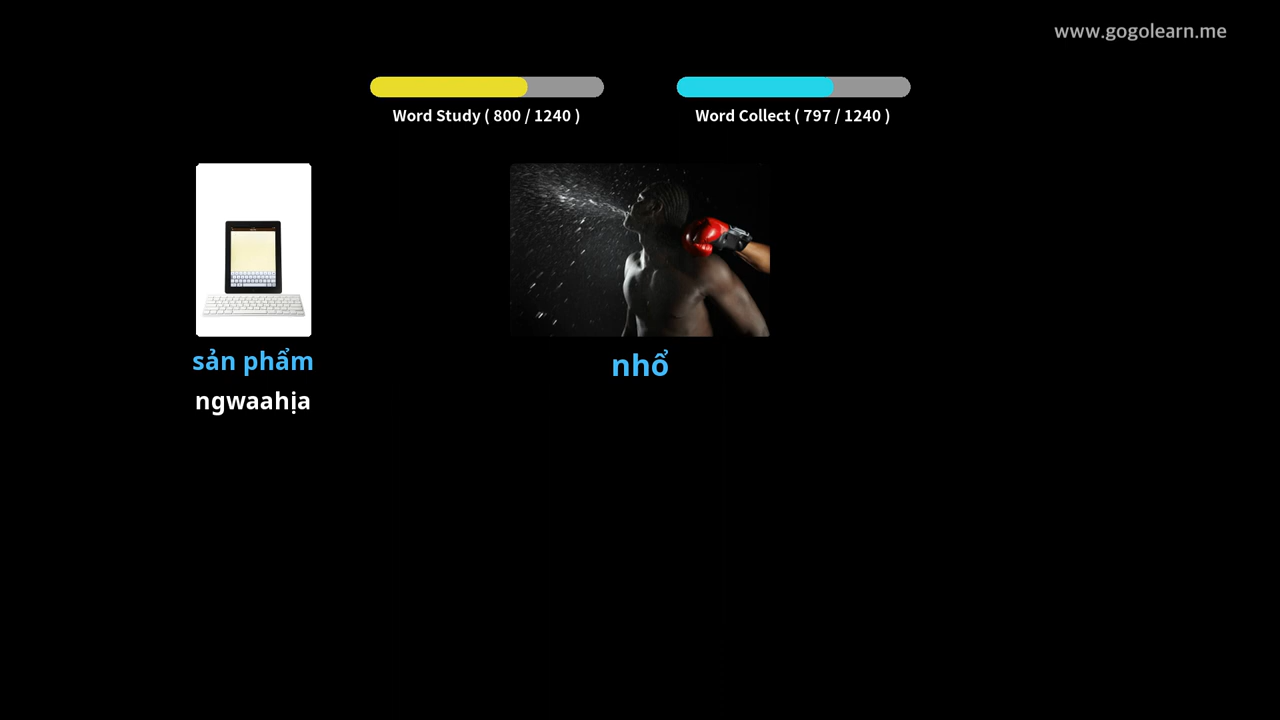 www.gogolearn.me
Word Study ( 800 / 1240 )
Word Collect ( 797 / 1240 )
sản phẩm
ngwaahịa
nhổ